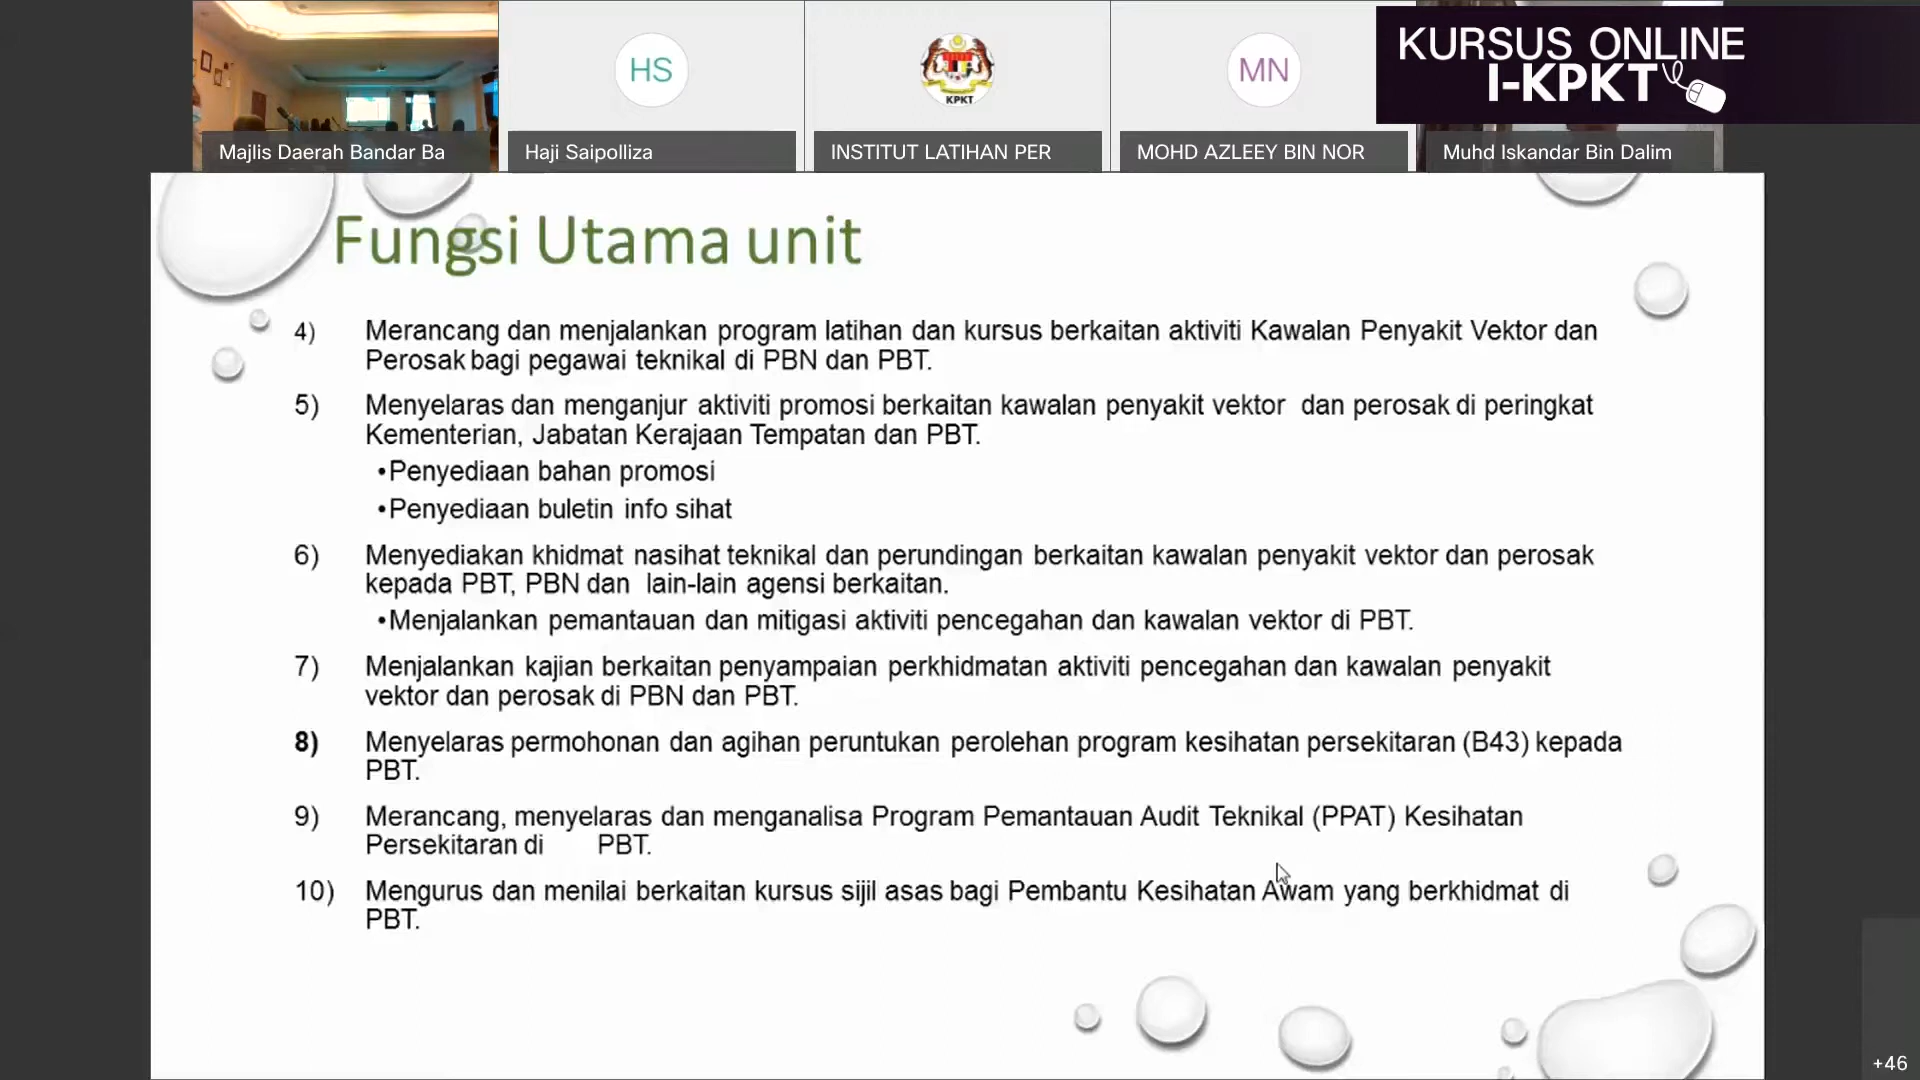 KURSUS ONLINE
I-KPKT
HS
KPKT
MN
Majlis Daerah Bandar Ba
Haji Saipolliza
INSTITUT LATIHAN PER
MOHD AZLEEY BIN NOR
Muhd Iskandar Bin Dalim
Fungsi Utama unit
4) Merancang dan menjalankan program latihan dan kursus berkaitan aktiviti Kawalan Penyakit Vektor dan
Perosak bagi pegawai teknikal di PBN dan PBT.
5) Menyelaras dan menganjur aktiviti promosi berkaitan kawalan penyakit vektor dan perosak di peringkat
Kementerian, Jabatan Kerajaan Tempatan dan PBT.
•Penyediaan bahan promosi
•Penyediaan buletin info sihat
6) Menyediakan khidmat nasihat teknikal dan perundingan berkaitan kawalan penyakit vektor dan perosak
kepada PBT, PBN dan lain-lain agensi berkaitan.
•Menjalankan pemantauan dan mitigasi aktiviti pencegahan dan kawalan vektor di PBT.
7) Menjalankan kajian berkaitan penyampaian perkhidmatan aktiviti pencegahan dan kawalan penyakit
vektor dan perosak di PBN dan PBT.
8) Menyelaras permohonan dan agihan peruntukan perolehan program kesihatan persekitaran (B43) kepada
PBT.
9) Merancang, menyelaras dan menganalisa Program Pemantauan Audit Teknikal (PPAT) Kesihatan
Persekitaran di PBT.
10) Mengurus dan menilai berkaitan kursus sijil asas bagi Pembantu Kesihatan Awam yang berkhidmat di
PBT.
+46